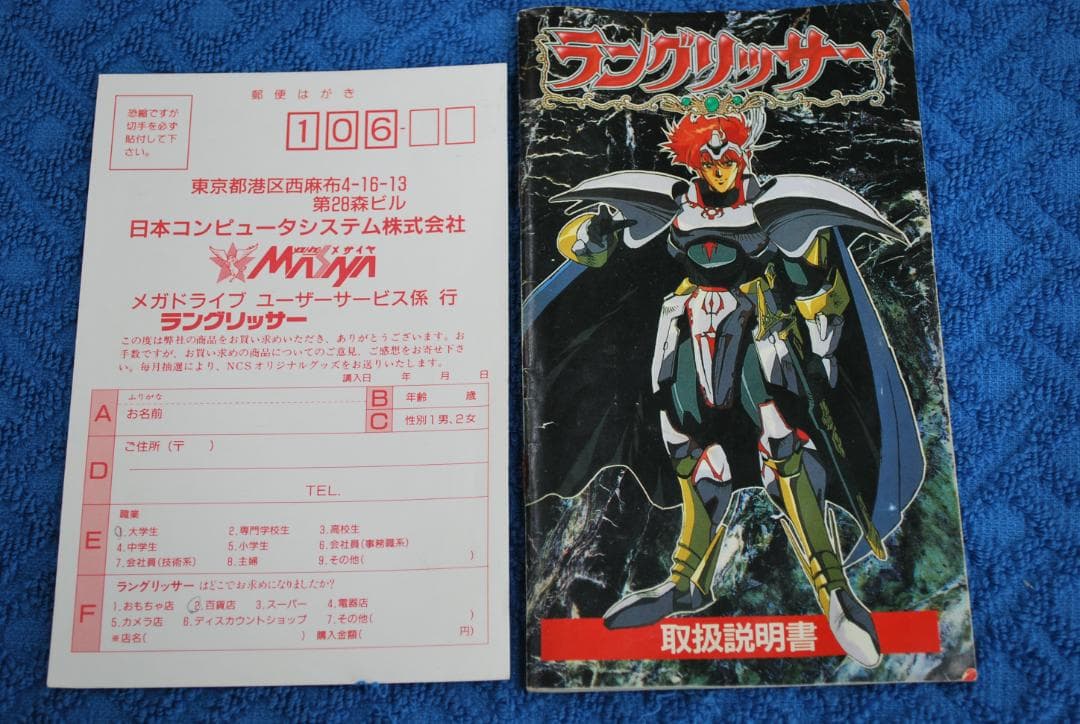 郵便はがき
恐縮ですが
切手を必ず
貼付して下
さい。
106-
東京都港区西麻布4-16-13
第28森ビル
日本コンピュータシステム株式会社
メサイヤ
MASAYA
メガドライブ ユーザーサービス係 行
ラングリッサー
この度は弊社の商品をお買い求めいただき、ありがとうございます。お
手数ですが、お買い求めの商品についてのご意見、ご感想をお寄せ下さ
い。毎月抽選により、NCSオリジナルグッズをお送りいたします。
購入日 年 月 日
A ふりがな
お名前
B 年齢 歳
C 性別1男、2女
D ご住所(〒 )
TEL.
E 職業
1.大学生 2.専門学校生 3.高校生
4.中学生 5.小学生 6.会社員(事務職系)
7.会社員(技術系) 8.主婦 9.その他( )
F ラングリッサーはどこでお求めになりましたか?
1.おもちゃ店 2.百貨店 3.スーパー 4.電器店
5.カメラ店 6.ディスカウントショップ 7.その他( )
※店名( ) 購入金額( 円)
ラングリッサー
取扱説明書